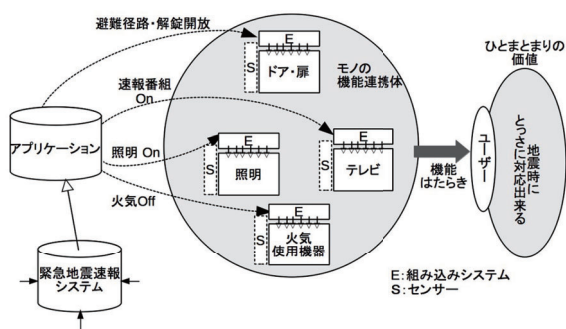 避難径路・解錠開放
速報番組
On
アプリケーション
照明 On
火気Off
緊急地震速報
システム
E
S
ドア・扉
モノの
機能連携体
E
S
照明
E
S
テレビ
E
S
火気
使用機器
機能
はたらき
ひとまとまりの
価値
ユーザー
地震時に
とっさに対応出来る
E:組み込みシステム
S:センサー